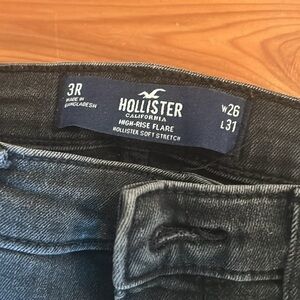 3R
MADE IN
BANGLADESH
HOLLISTER
CALIFORNIA
HIGH-RISE FLARE
HOLLISTER SOFT STRETCH
W26
L31